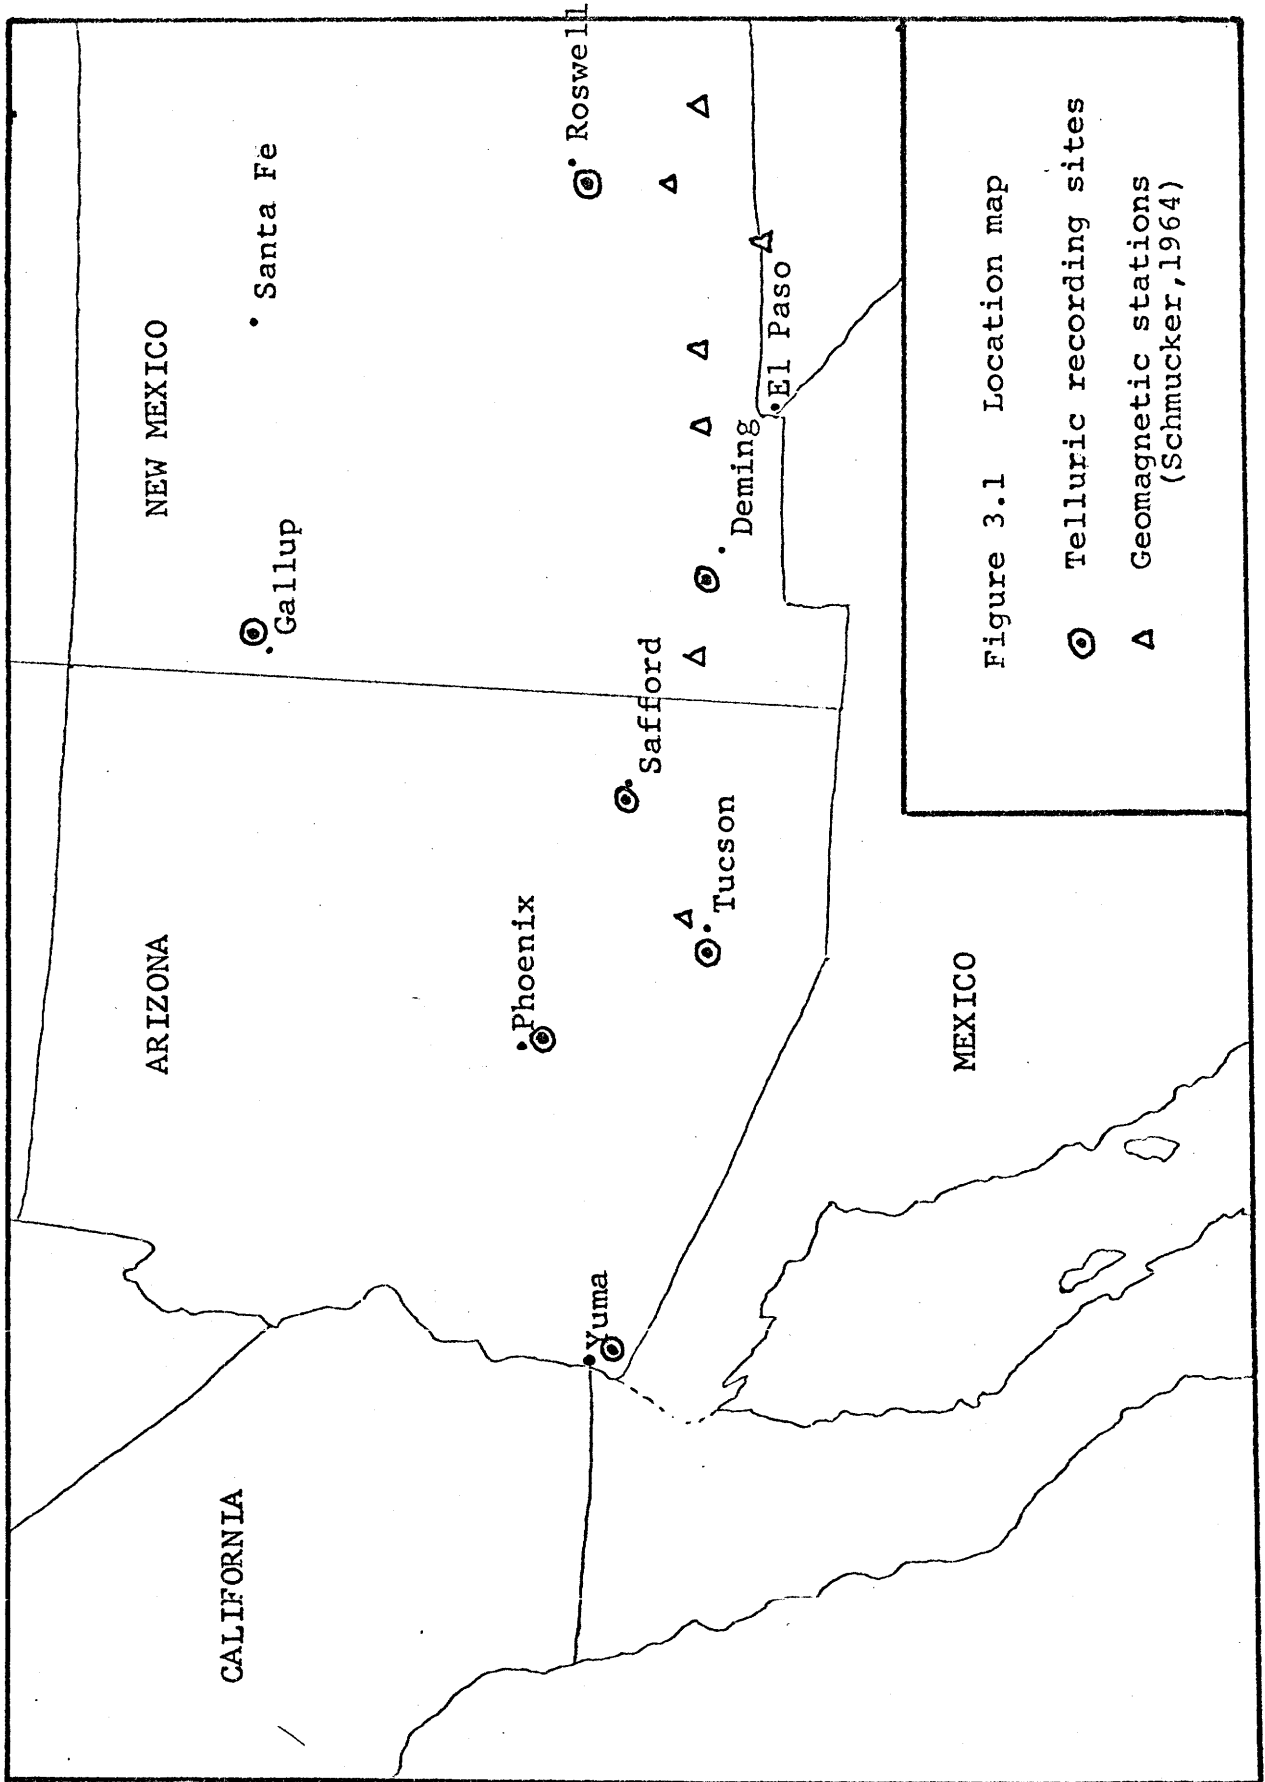 CALIFORNIA
ARIZONA
NEW MEXICO
Gallup
Santa Fe
Phoenix
Yuma
Safford
Tucson
Deming
El Paso
Roswell
MEXICO
Figure 3.1 Location map
Telluric recording sites
Geomagnetic stations
(Schmucker,1964)